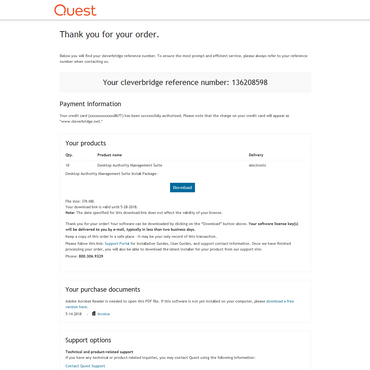 Quest
Thank you for your order.
Below you will find your cleverbridge reference number. To ensure the most prompt and efficient service, please always refer to your reference
number when contacting us.
Your cleverbridge reference number: 136208598
Payment information
Your credit card has been successfully authorized. Please note that the charge on your credit card will appear as
"www.cleverbridge.net."
Your products
Qty. Product name Delivery
10 Desktop Authority Management Suite electronic
Desktop Authority Management Suite Install Package:
Download
File size:
Your download link is valid until 5-28-2018.
Note: The date specified for this download link does not affect the validity of your license.
Thank you for your order! Your software can be downloaded by clicking on the "Download" button above. Your software license key(s)
will be delivered to you by e-mail, typically in less than two business days.
Keep a copy of this order in a safe place - it may be your only record of this transaction.
Please follow this link: Support Portal for Installation Guides, User Guides, and support contact information. Once we have finished
processing your order, you will also be able to download the latest installer for your product from our support site.
Phone: 800.306.9329
Your purchase documents
Adobe Acrobat Reader is needed to open this PDF file. If this software is not yet installed on your computer, please download a free
version here.
5-14-2018 - Invoice
Support options
Technical and product-related support
If you have any technical or product-related inquiries, you may contact Quest using the following information:
Contact Quest Support